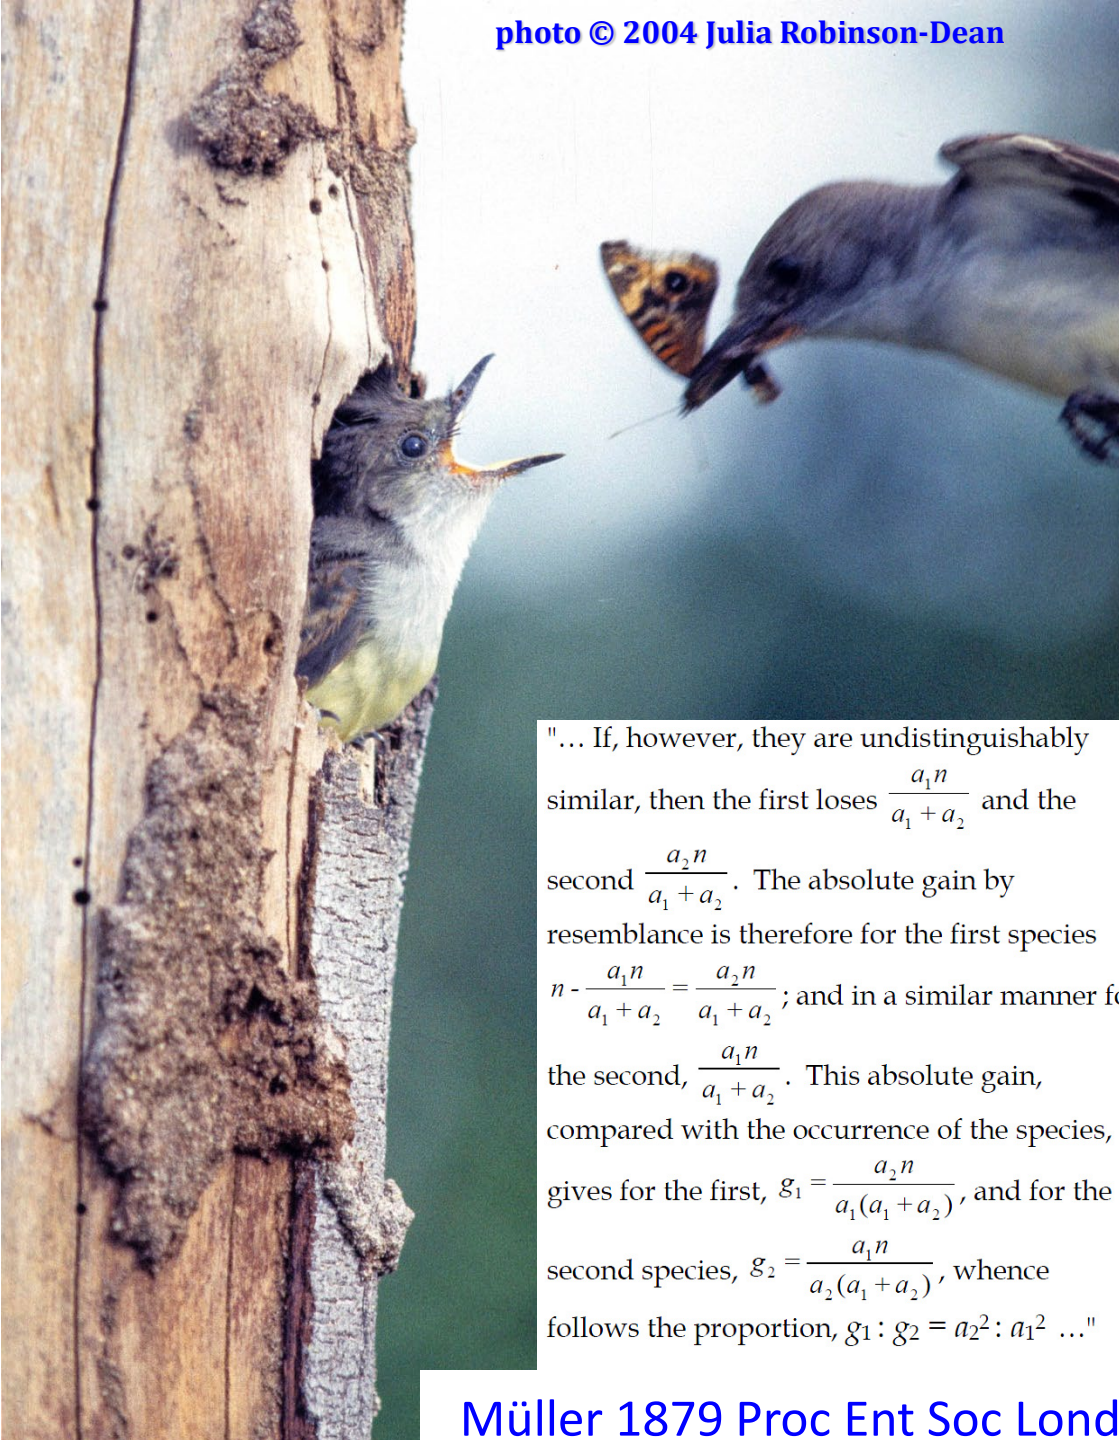 photo © 2004 Julia Robinson-Dean
"… If, however, they are undistinguishably
similar, then the first loses a₁n / (a₁ + a₂) and the
second a₂n / (a₁ + a₂). The absolute gain by
resemblance is therefore for the first species
n - a₁n / (a₁ + a₂) = a₂n / (a₁ + a₂); and in a similar manner fo
the second, a₁n / (a₁ + a₂). This absolute gain,
compared with the occurrence of the species,
gives for the first, g₁ = a₂n / a₁(a₁ + a₂), and for the
second species, g₂ = a₁n / a₂(a₁ + a₂), whence
follows the proportion, g₁ : g₂ = a₂² : a₁² …"
Müller 1879 Proc Ent Soc Lond